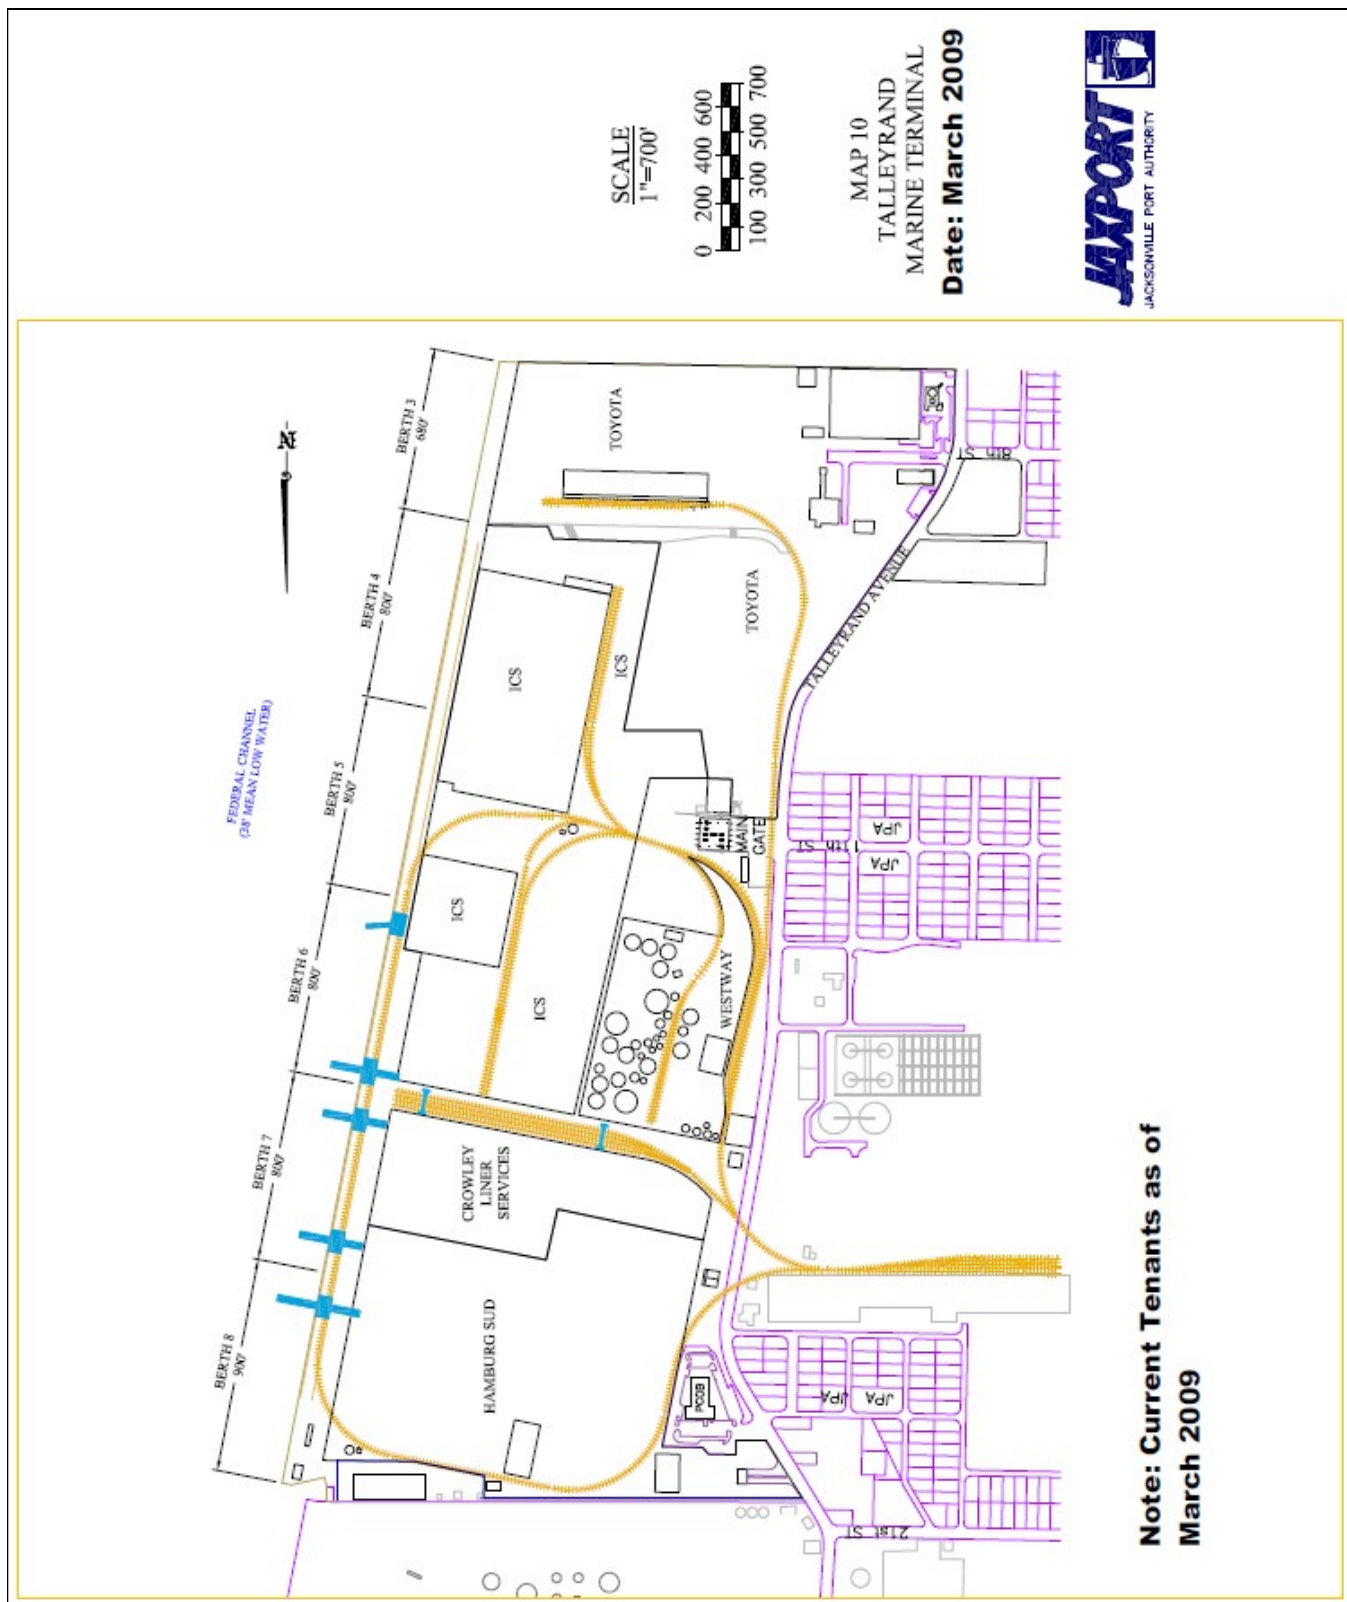 SCALE
1"=700'
0 200 400 600
100 300 500 700
MAP 10
TALLEYRAND
MARINE TERMINAL
Date: March 2009
JAXPORT
JACKSONVILLE PORT AUTHORITY
N
BERTH 3
680'
BERTH 4
800'
BERTH 5
800'
BERTH 6
800'
BERTH 7
800'
BERTH 8
900'
FEDERAL CHANNEL
(38' MEAN LOW WATER)
TOYOTA
TOYOTA
ICS
ICS
ICS
ICS
WESTWAY
MAIN
GATE
CROWLEY
LINER
SERVICES
HAMBURG SUD
PCOB
TALLEYRAND AVENUE
8th ST
11th ST
21st ST
JPA
JPA
JPA
JPA
Note: Current Tenants as of
March 2009